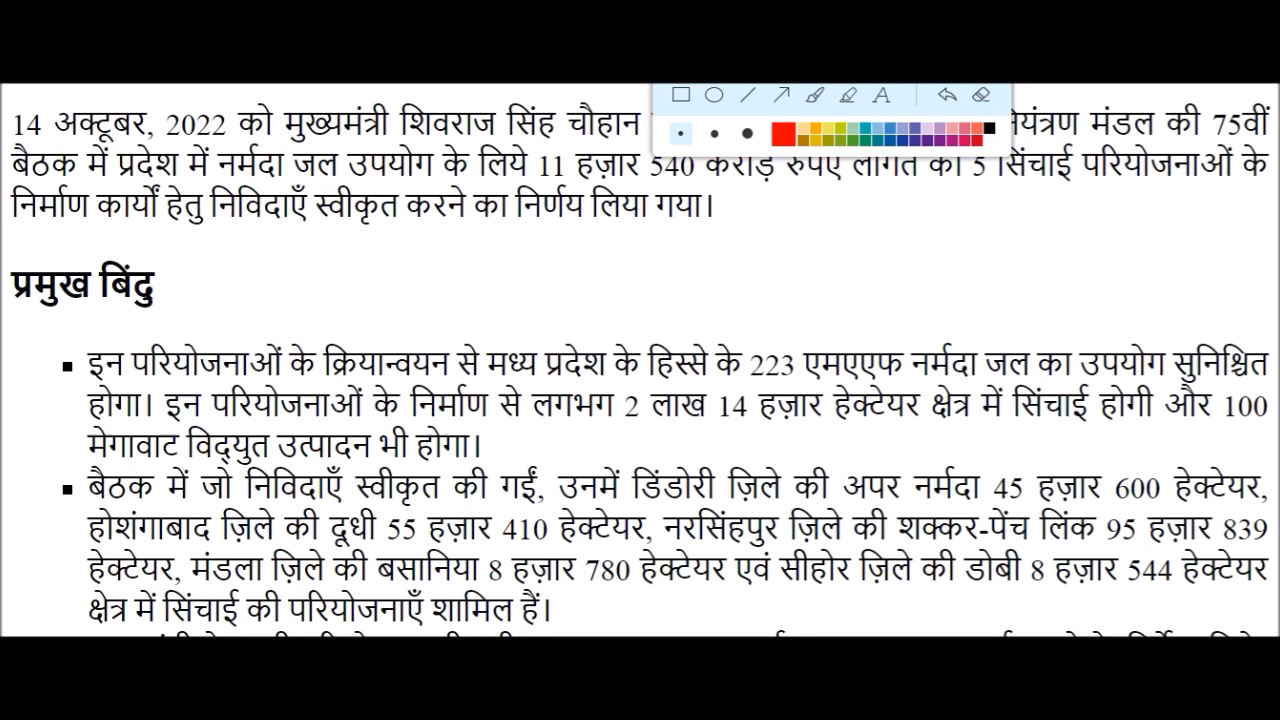 14 अक्टूबर, 2022 को मुख्यमंत्री शिवराज सिंह चौहान मंडल की 75वीं
बैठक में प्रदेश में नर्मदा जल उपयोग के लिये 11 हज़ार 540 करोड़ रुपए लागत की 5 सिंचाई परियोजनाओं के
निर्माण कार्यों हेतु निविदाएँ स्वीकृत करने का निर्णय लिया गया।
प्रमुख बिंदु
इन परियोजनाओं के क्रियान्वयन से मध्य प्रदेश के हिस्से के 223 एमएएफ नर्मदा जल का उपयोग सुनिश्चित
होगा। इन परियोजनाओं के निर्माण से लगभग 2 लाख 14 हज़ार हेक्टेयर क्षेत्र में सिंचाई होगी और 100
मेगावाट विद्युत उत्पादन भी होगा।
बैठक में जो निविदाएँ स्वीकृत की गईं, उनमें डिंडोरी ज़िले की अपर नर्मदा 45 हज़ार 600 हेक्टेयर,
होशंगाबाद ज़िले की दूधी 55 हज़ार 410 हेक्टेयर, नरसिंहपुर ज़िले की शक्कर-पेंच लिंक 95 हज़ार 839
हेक्टेयर, मंडला ज़िले की बसानिया 8 हज़ार 780 हेक्टेयर एवं सीहोर ज़िले की डोबी 8 हज़ार 544 हेक्टेयर
क्षेत्र में सिंचाई की परियोजनाएँ शामिल हैं।